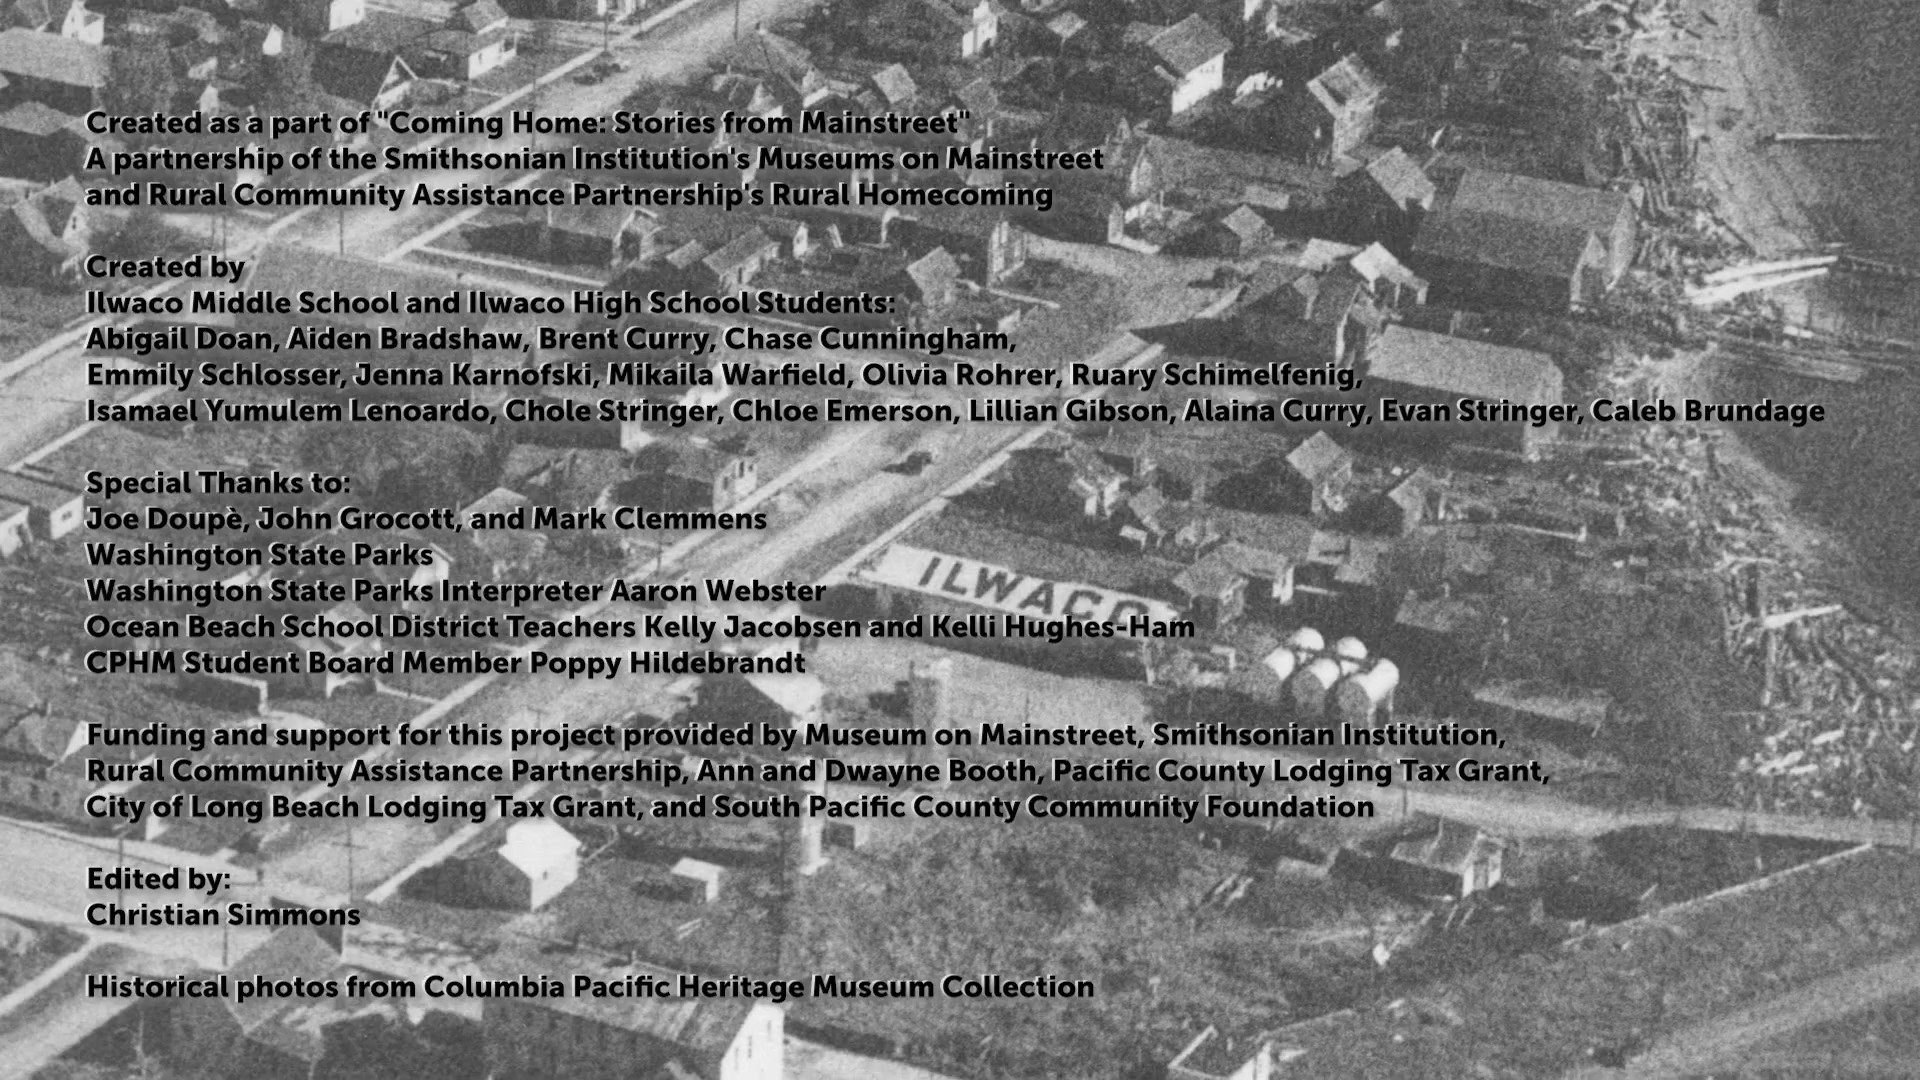 Created as a part of "Coming Home: Stories from Mainstreet"
A partnership of the Smithsonian Institution's Museums on Mainstreet
and Rural Community Assistance Partnership's Rural Homecoming
Created by
Ilwaco Middle School and Ilwaco High School Students:
Abigail Doan, Aiden Bradshaw, Brent Curry, Chase Cunningham,
Emmily Schlosser, Jenna Karnofski, Mikaila Warfield, Olivia Rohrer, Ruary Schimelfenig,
Isamael Yumulem Lenoardo, Chole Stringer, Chloe Emerson, Lillian Gibson, Alaina Curry, Evan Stringer, Caleb Brundage
Special Thanks to:
Joe Doupè, John Grocott, and Mark Clemmens
Washington State Parks
Washington State Parks Interpreter Aaron Webster
ILWACO
Ocean Beach School District Teachers Kelly Jacobsen and Kelli Hughes-Ham
CPHM Student Board Member Poppy Hildebrandt
Funding and support for this project provided by Museum on Mainstreet, Smithsonian Institution,
Rural Community Assistance Partnership, Ann and Dwayne Booth, Pacific County Lodging Tax Grant,
City of Long Beach Lodging Tax Grant, and South Pacific County Community Foundation
Edited by:
Christian Simmons
Historical photos from Columbia Pacific Heritage Museum Collection